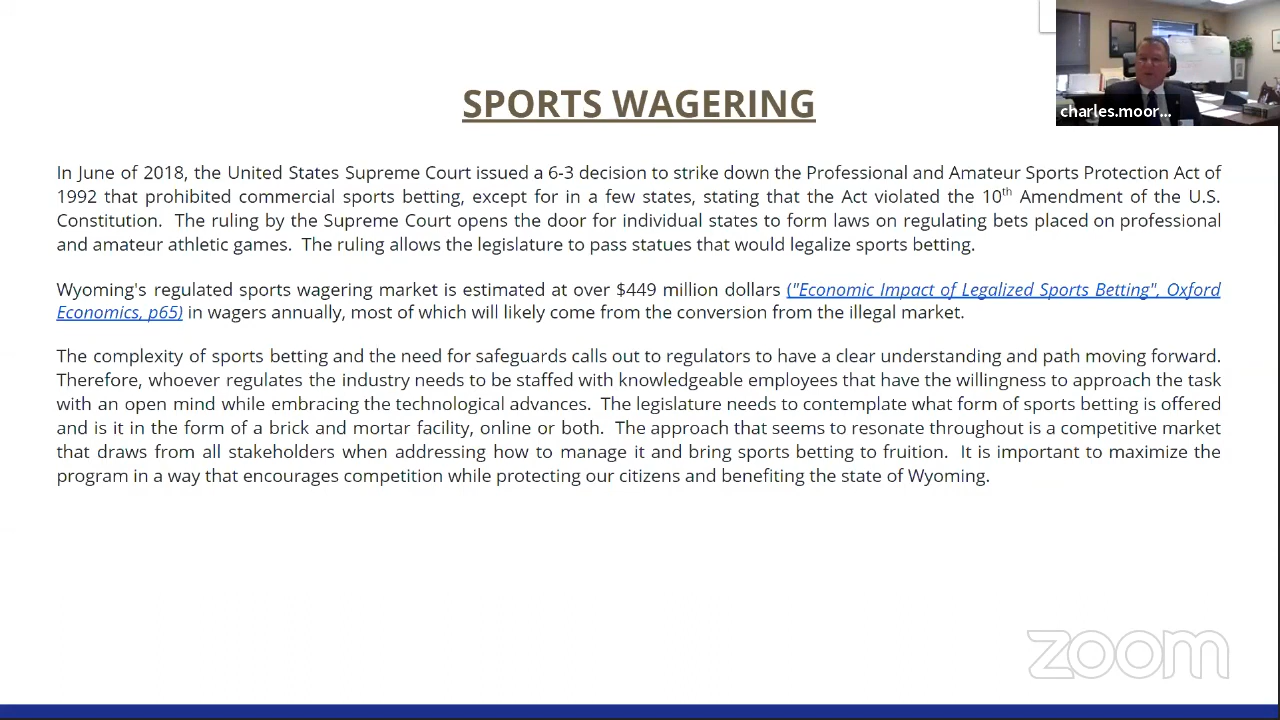 SPORTS WAGERING
charles.moor...
In June of 2018, the United States Supreme Court issued a 6-3 decision to strike down the Professional and Amateur Sports Protection Act of
1992 that prohibited commercial sports betting, except for in a few states, stating that the Act violated the 10th Amendment of the U.S.
Constitution. The ruling by the Supreme Court opens the door for individual states to form laws on regulating bets placed on professional
and amateur athletic games. The ruling allows the legislature to pass statues that would legalize sports betting.
Wyoming's regulated sports wagering market is estimated at over $449 million dollars ("Economic Impact of Legalized Sports Betting", Oxford
Economics, p65) in wagers annually, most of which will likely come from the conversion from the illegal market.
The complexity of sports betting and the need for safeguards calls out to regulators to have a clear understanding and path moving forward.
Therefore, whoever regulates the industry needs to be staffed with knowledgeable employees that have the willingness to approach the task
with an open mind while embracing the technological advances. The legislature needs to contemplate what form of sports betting is offered
and is it in the form of a brick and mortar facility, online or both. The approach that seems to resonate throughout is a competitive market
that draws from all stakeholders when addressing how to manage it and bring sports betting to fruition. It is important to maximize the
program in a way that encourages competition while protecting our citizens and benefiting the state of Wyoming.
zoom